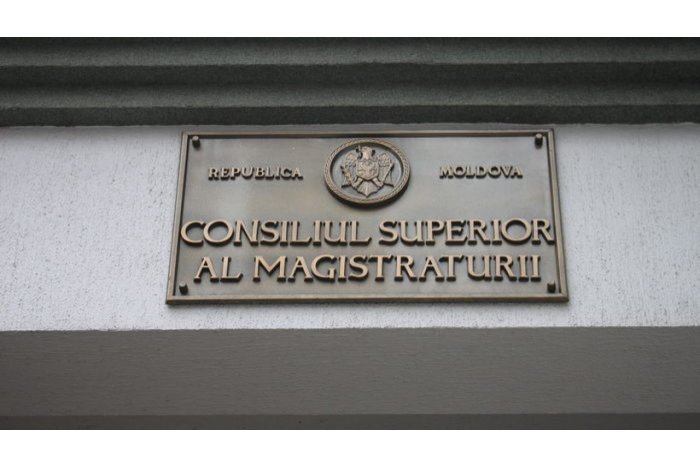 REPUBLICA MOLDOVA
CONSILIUL SUPERIOR
AL MAGISTRATURII